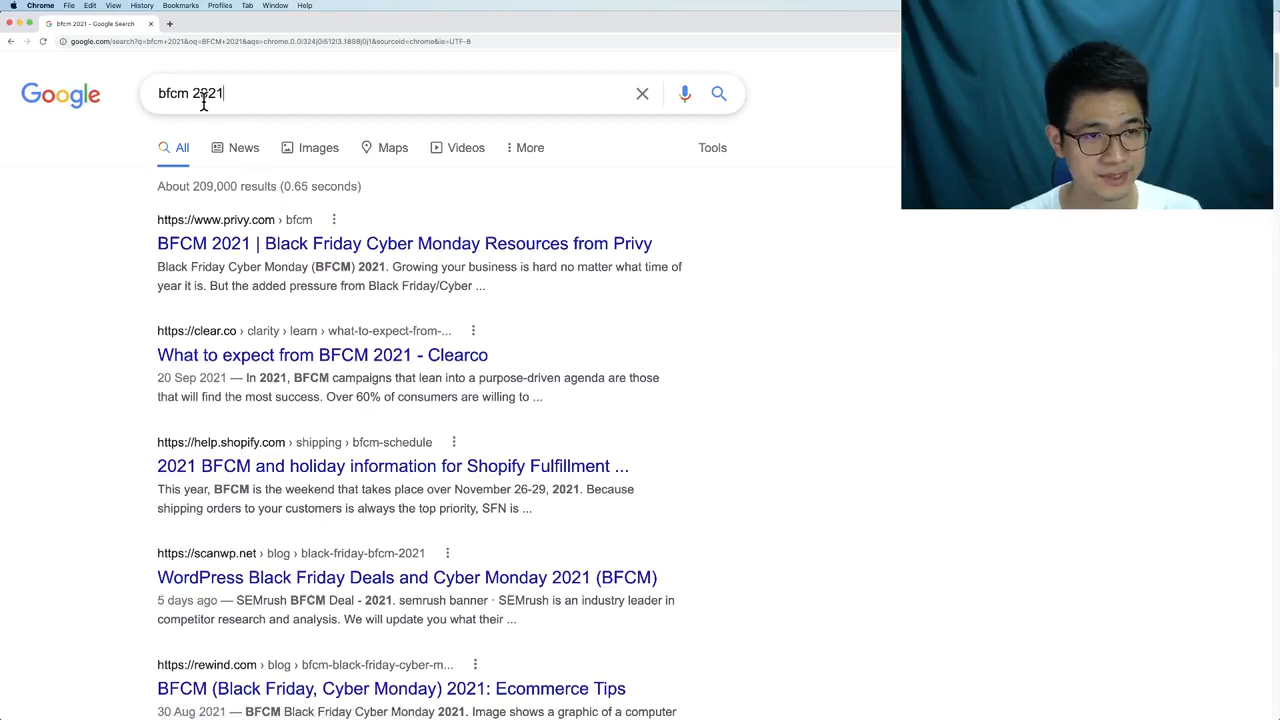 Chrome File Edit View History Bookmarks Profiles Tab Window Help
bfcm 2021 - Google Search
google.com/search?q=bfcm+2021&oq=BFCM+2021&aqs=chrome.0.0i324j0i512l3.1898j0j1&sourceid=chrome&ie=UTF-8
Google
bfcm 2021
All News Images Maps Videos More Tools
About 209,000 results (0.65 seconds)
https://www.privy.com › bfcm
BFCM 2021 | Black Friday Cyber Monday Resources from Privy
Black Friday Cyber Monday (BFCM) 2021. Growing your business is hard no matter what time of
year it is. But the added pressure from Black Friday/Cyber ...
https://clear.co › clarity › learn › what-to-expect-from-...
What to expect from BFCM 2021 - Clearco
20 Sep 2021 — In 2021, BFCM campaigns that lean into a purpose-driven agenda are those
that will find the most success. Over 60% of consumers are willing to ...
https://help.shopify.com › shipping › bfcm-schedule
2021 BFCM and holiday information for Shopify Fulfillment ...
This year, BFCM is the weekend that takes place over November 26-29, 2021. Because
shipping orders to your customers is always the top priority, SFN is ...
https://scanwp.net › blog › black-friday-bfcm-2021
WordPress Black Friday Deals and Cyber Monday 2021 (BFCM)
5 days ago — SEMrush BFCM Deal - 2021. semrush banner · SEMrush is an industry leader in
competitor research and analysis. We will update you what their ...
https://rewind.com › blog › bfcm-black-friday-cyber-m...
BFCM (Black Friday, Cyber Monday) 2021: Ecommerce Tips
30 Aug 2021 — BFCM Black Friday Cyber Monday 2021. Image shows a graphic of a computer